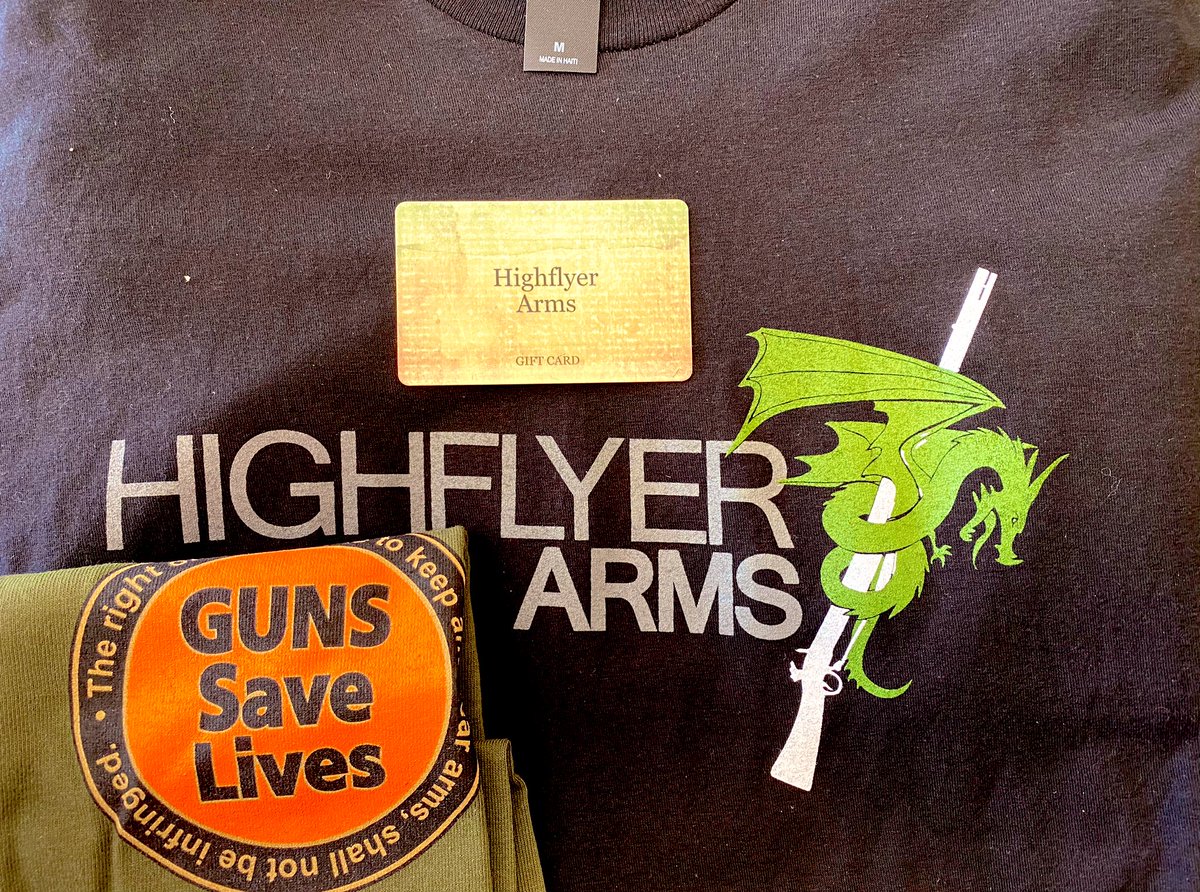 M
MADE IN HAITI
Highflyer
Arms
GIFT CARD
HIGHFLYER
ARMS
GUNS
Save
Lives
• The right to keep arms, shall not be infringed.